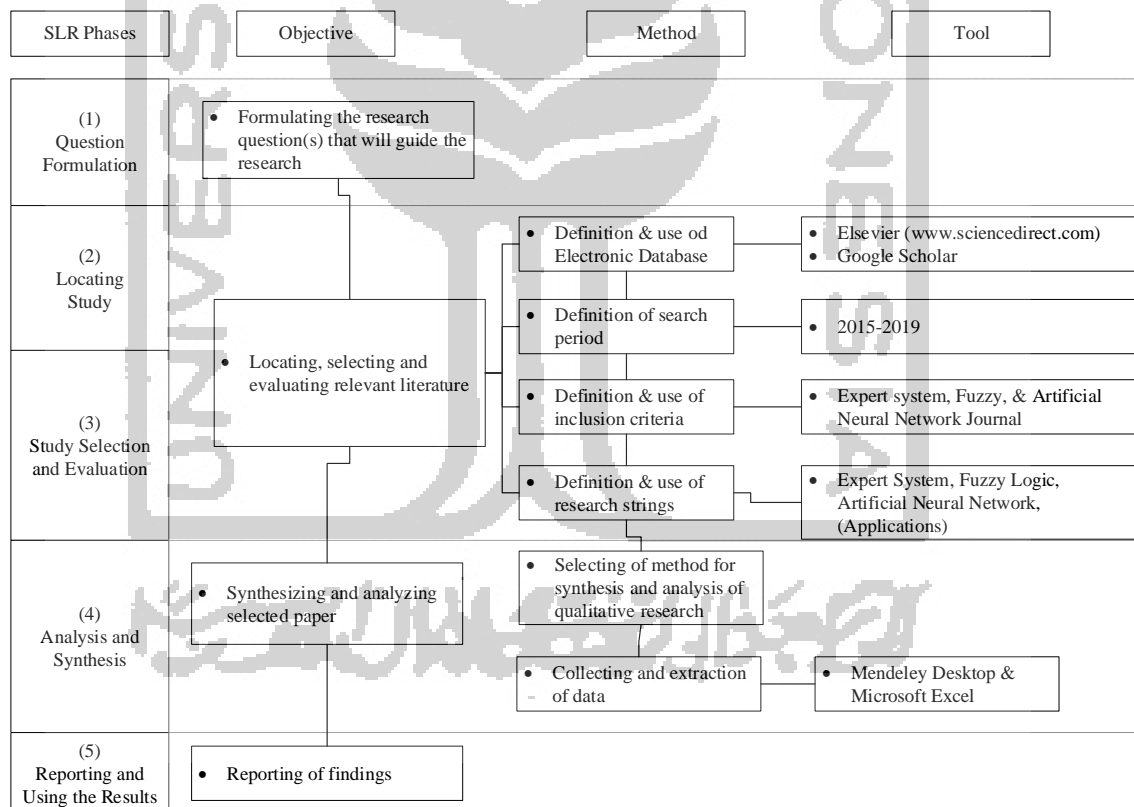 SLR Phases
Objective
Method
Tool
(1)
Question
Formulation
• Formulating the research
question(s) that will guide the
research
(2)
Locating
Study
• Definition & use od
Electronic Database
• Elsevier (www.sciencedirect.com)
• Google Scholar
• Definition of search
period
• 2015-2019
• Locating, selecting and
evaluating relevant literature
(3)
Study Selection
and Evaluation
• Definition & use of
inclusion criteria
• Expert system, Fuzzy, & Artificial
Neural Network Journal
• Definition & use of
research strings
• Expert System, Fuzzy Logic,
Artificial Neural Network,
(Applications)
(4)
Analysis and
Synthesis
• Synthesizing and analyzing
selected paper
• Selecting of method for
synthesis and analysis of
qualitative research
• Collecting and extraction
of data
• Mendeley Desktop &
Microsoft Excel
(5)
Reporting and
Using the Results
• Reporting of findings
UNIVERS
ONESIA